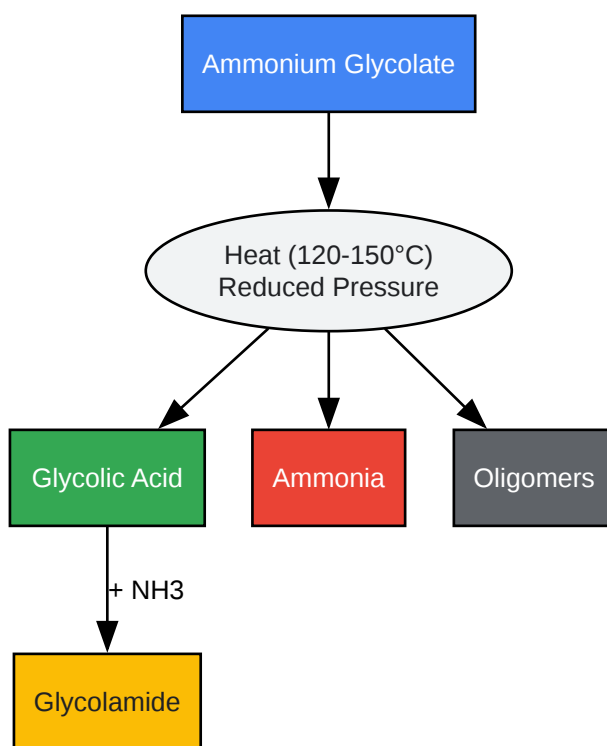 Ammonium Glycolate
Heat (120-150°C)
Reduced Pressure
Glycolic Acid
Ammonia
Oligomers
+ NH3
Glycolamide